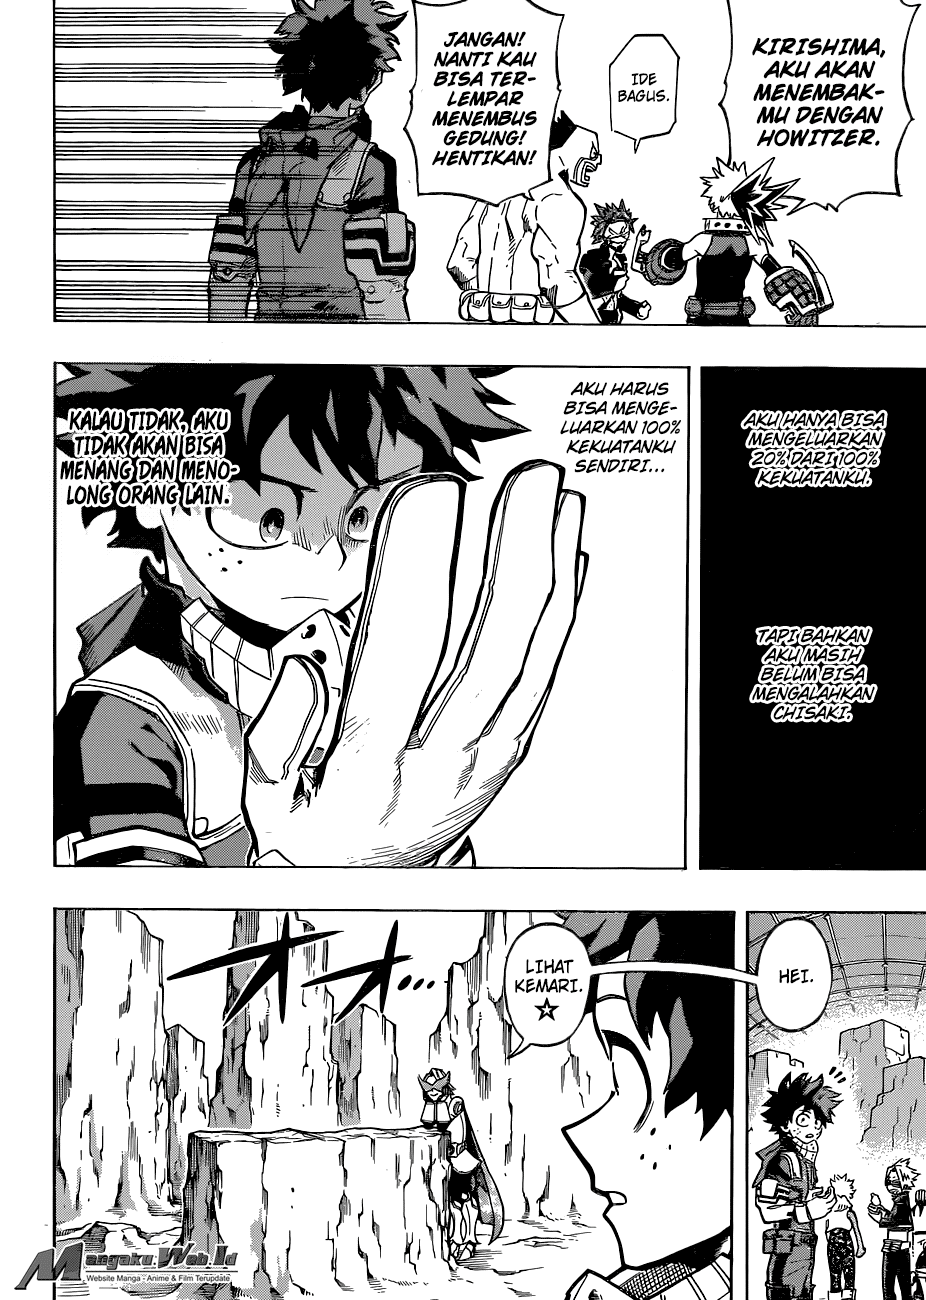 KIRISHIMA,
AKU AKAN
MENEMBAK-
MU DENGAN
HOWITZER.
IDE
BAGUS.
JANGAN!
NANTI KAU
BISA TER-
LEMPAR
MENEMBUS
GEDUNG!
HENTIKAN!
AKU HANYA BISA
MENGELUARKAN
20% DARI 100%
KEKUATANKU.
TAPI BAHKAN
AKU MASIH
BELUM BISA
MENGALAHKAN
CHISAKI.
AKU HARUS
BISA MENGE-
LUARKAN 100%
KEKUATANKU
SENDIRI...
KALAU TIDAK, AKU
TIDAK AKAN BISA
MENANG DAN MENO-
LONG ORANG LAIN.
HEI.
LIHAT
KEMARI.
☆
オオ...
Mangaku.Web.Id
Website Manga - Anime & Film Terupdate